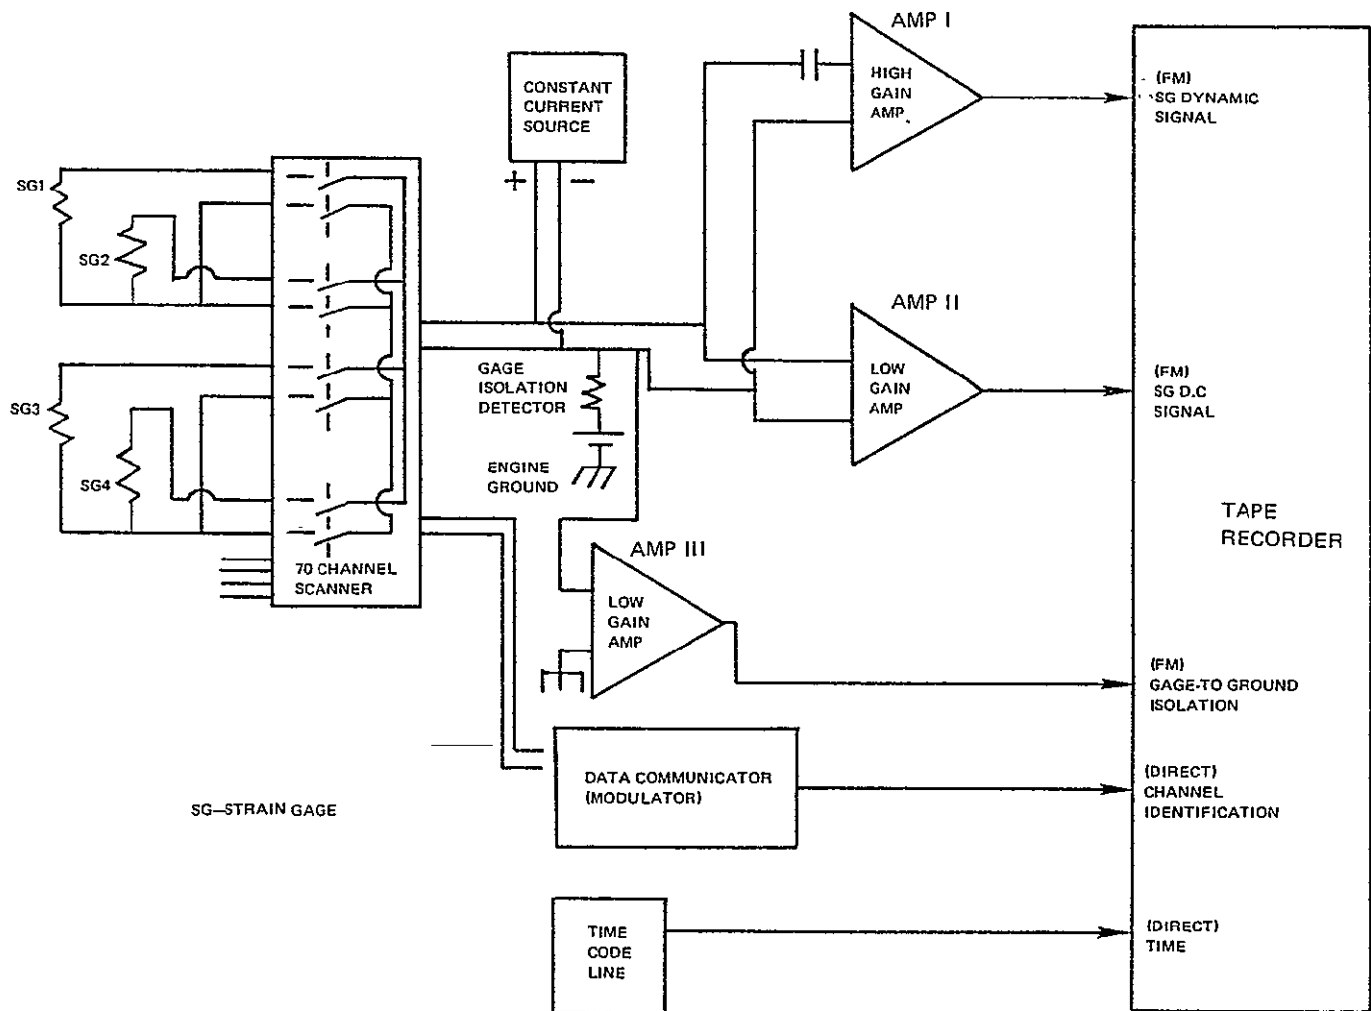 AMP I
HIGH
GAIN
AMP
(FM)
SG DYNAMIC
SIGNAL
CONSTANT
CURRENT
SOURCE
+ −
SG1
SG2
SG3
SG4
70 CHANNEL
SCANNER
GAGE
ISOLATION
DETECTOR
ENGINE
GROUND
AMP II
LOW
GAIN
AMP
(FM)
SG D.C
SIGNAL
TAPE
RECORDER
AMP III
LOW
GAIN
AMP
(FM)
GAGE-TO GROUND
ISOLATION
DATA COMMUNICATOR
(MODULATOR)
(DIRECT)
CHANNEL
IDENTIFICATION
SG—STRAIN GAGE
TIME
CODE
LINE
(DIRECT)
TIME